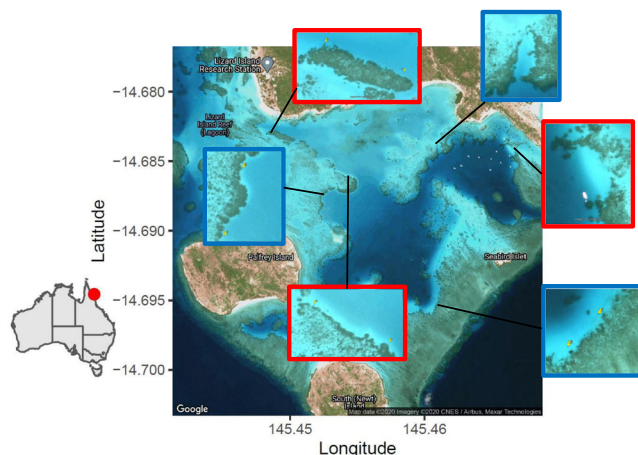 Lizard Island
Research Station
−14.680
Lizard
Island Reef
(Lagoon)
−14.685
Latitude
−14.690
Palfrey Island
Seabird Islet
−14.695
−14.700
South (Newt)
Island
Google
Map data ©2020 Imagery ©2020 CNES / Airbus, Maxar Technologies
145.45
145.46
Longitude